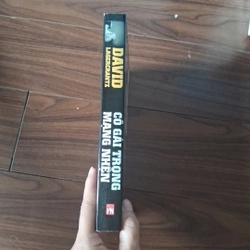 DAVID
LAGERCRANTZ
CÔ GÁI TRONG
MẠNG NHỆN